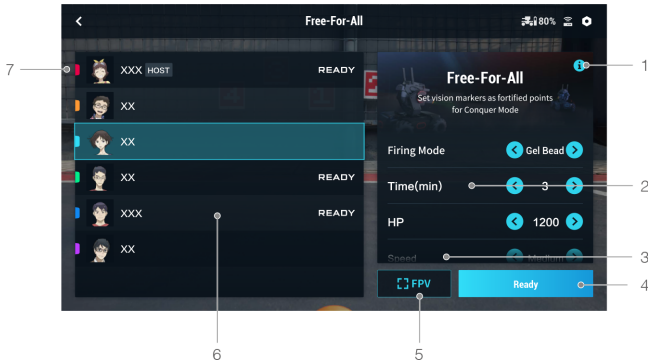 Free-For-All
80%
7
XXX HOST READY
XX
XX
XX READY
XXX READY
XX
1
Free-For-All
Set vision markers as fortified points
for Conquer Mode
Firing Mode Gel Bead
Time(min) 3
2
HP 1200
Speed Medium
3
FPV
Ready
4
6
5